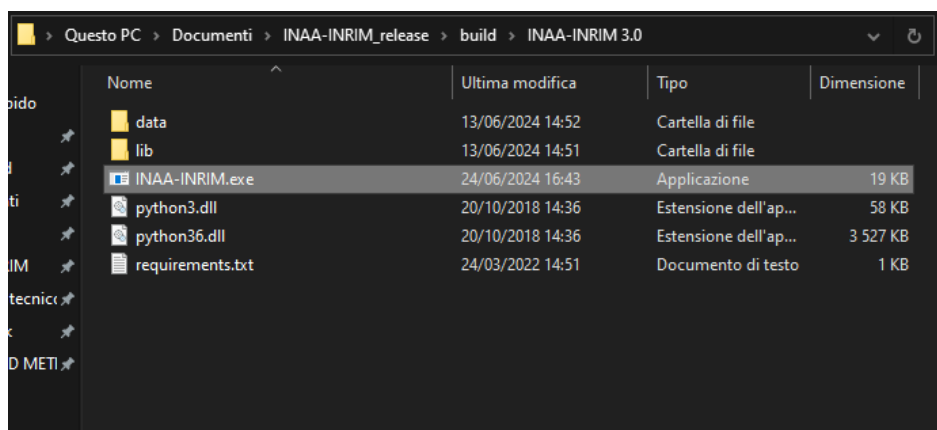 Questo PC > Documenti > INAA-INRIM_release > build > INAA-INRIM 3.0
Nome Ultima modifica Tipo Dimensione
data 13/06/2024 14:52 Cartella di file
lib 13/06/2024 14:51 Cartella di file
INAA-INRIM.exe 24/06/2024 16:43 Applicazione 19 KB
python3.dll 20/10/2018 14:36 Estensione dell'ap... 58 KB
python36.dll 20/10/2018 14:36 Estensione dell'ap... 3 527 KB
requirements.txt 24/03/2022 14:51 Documento di testo 1 KB